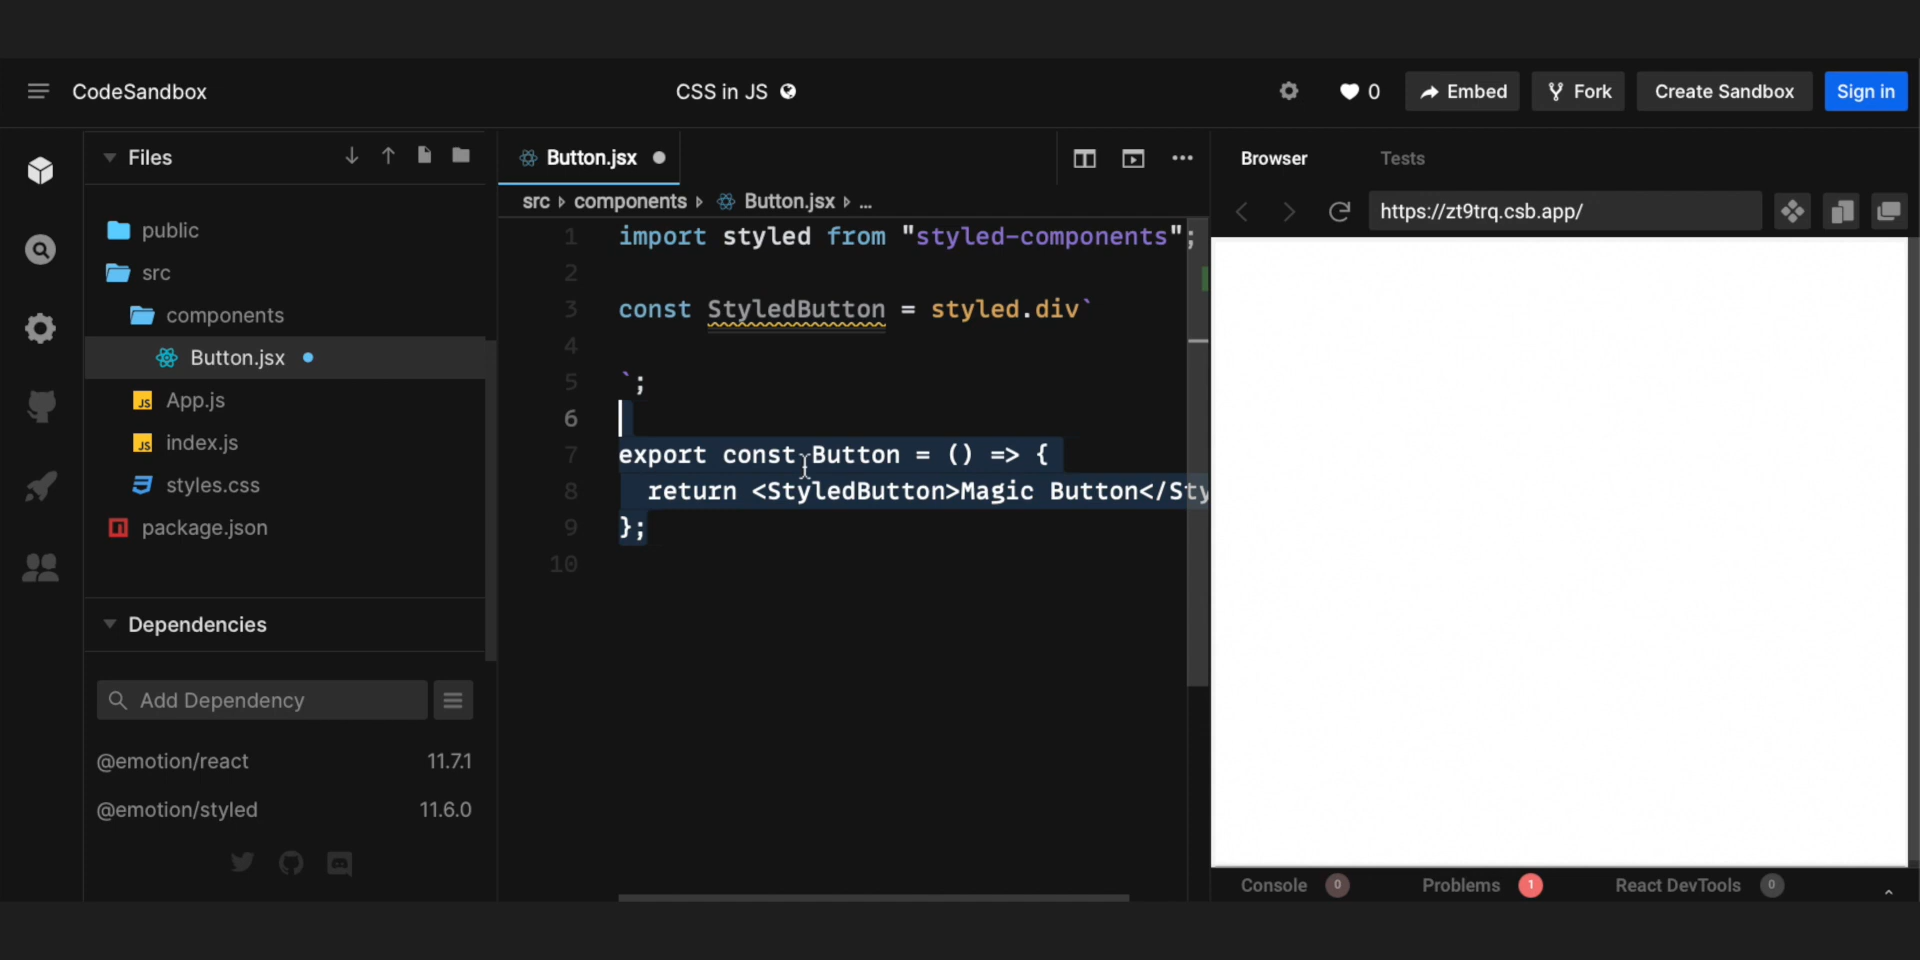 CodeSandbox
CSS in JS
0
Embed
Fork
Create Sandbox
Sign in
Files
public
src
components
Button.jsx
App.js
index.js
styles.css
package.json
Dependencies
Add Dependency
@emotion/react 11.7.1
@emotion/styled 11.6.0
Button.jsx
src components Button.jsx ...
1 import styled from "styled-components";
2
3 const StyledButton = styled.div`
4
5 `;
6
7 export const Button = () => {
8 return <StyledButton>Magic Button</Sty
9 };
10
Browser
Tests
https://zt9trq.csb.app/
Console 0
Problems 1
React DevTools 0